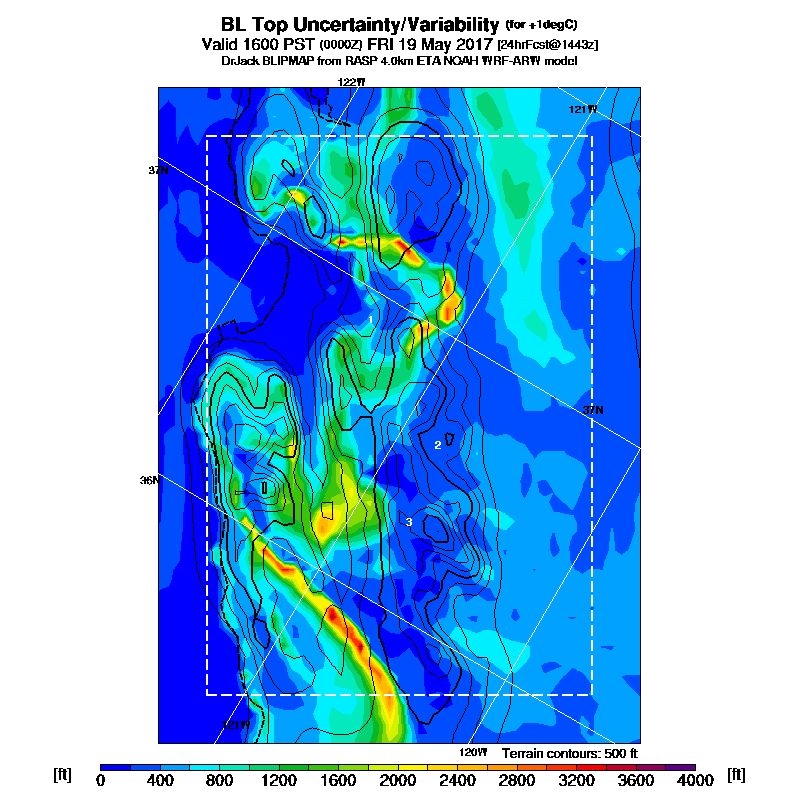 BL Top Uncertainty/Variability (for +1degC)
Valid 1600 PST (0000Z) FRI 19 May 2017 [24hrFcst@1443z]
DrJack BLIPMAP from RASP 4.0km ETA NOAH WRF-ARW model
122W
121W
37N
1
37N
2
36N
3
121W
120W Terrain contours: 500 ft
[ft] 0 400 800 1200 1600 2000 2400 2800 3200 3600 4000 [ft]